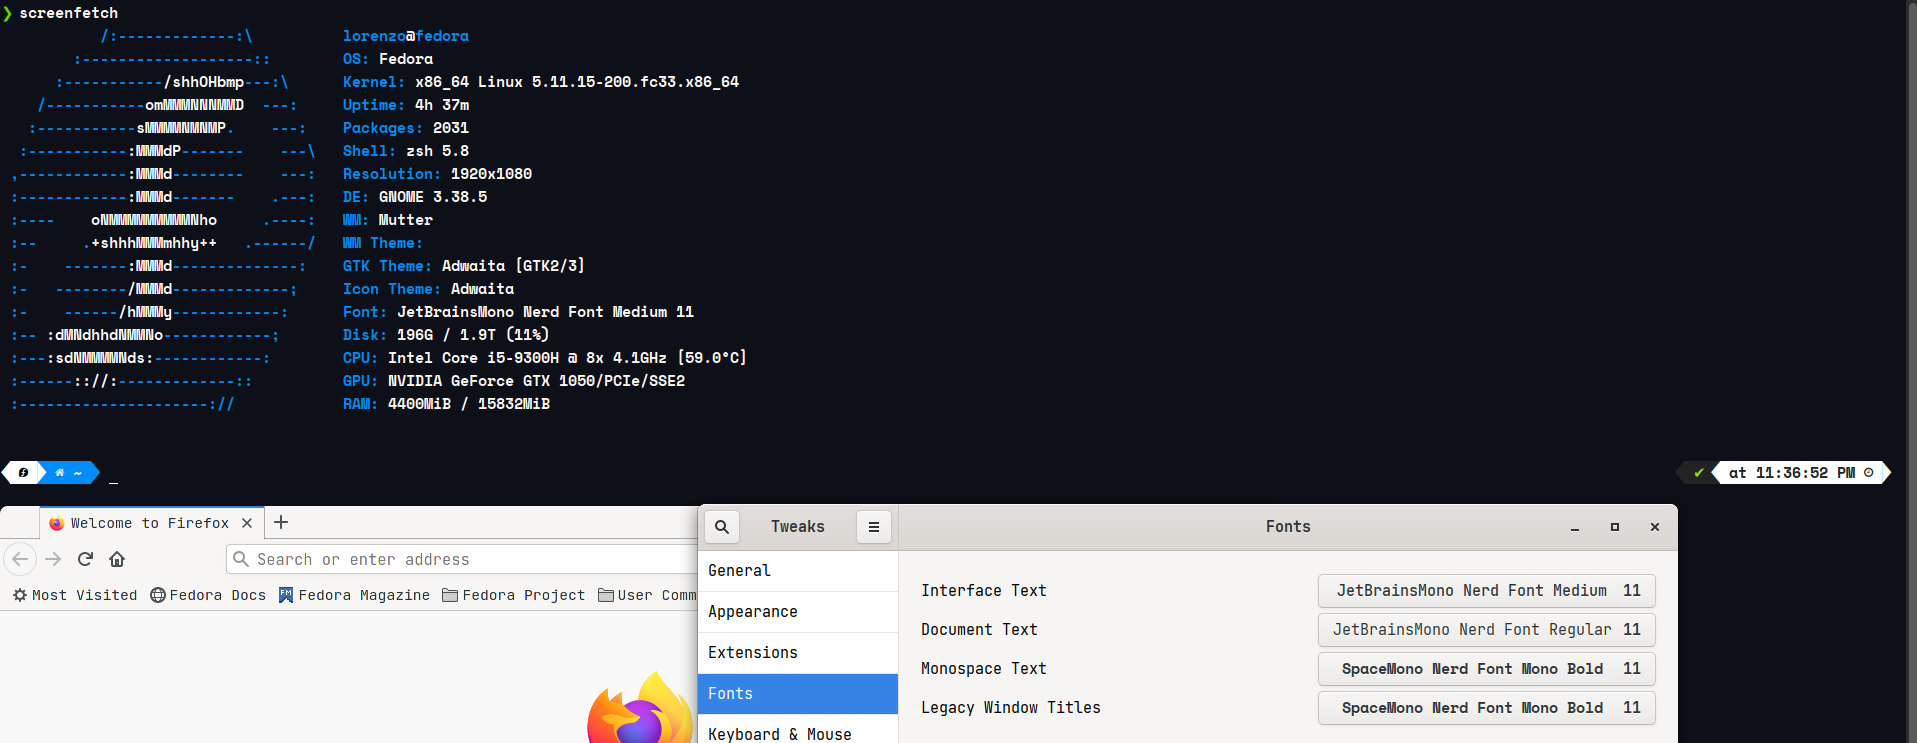 ❯ screenfetch
/:-------------:\ lorenzo@fedora
:-------------------:: OS: Fedora
:-----------/shhOHbmp---:\ Kernel: x86_64 Linux 5.11.15-200.fc33.x86_64
/-----------omMMMNNNMMD ---: Uptime: 4h 37m
:-----------sMMMMNMNMP. ---: Packages: 2031
:-----------:MMMdP------- ---\ Shell: zsh 5.8
,------------:MMMd-------- ---: Resolution: 1920x1080
:------------:MMMd------- .---: DE: GNOME 3.38.5
:---- oNMMMMMMMMMNho .----: WM: Mutter
:-- .+shhhMMMmhhy++ .------/ WM Theme:
:- -------:MMMd--------------: GTK Theme: Adwaita [GTK2/3]
:- --------/MMMd-------------; Icon Theme: Adwaita
:- ------/hMMMy------------: Font: JetBrainsMono Nerd Font Medium 11
:-- :dMNdhhdNMMNo------------; Disk: 196G / 1.9T (11%)
:---:sdNMMMMNds:------------: CPU: Intel Core i5-9300H @ 8x 4.1GHz [59.0°C]
:------:://:-------------:: GPU: NVIDIA GeForce GTX 1050/PCIe/SSE2
:---------------------:// RAM: 4400MiB / 15832MiB
~ _ ✔ at 11:36:52 PM
Welcome to Firefox
Search or enter address
Most Visited Fedora Docs Fedora Magazine Fedora Project User Comm
Tweaks
General
Appearance
Extensions
Fonts
Keyboard & Mouse
Fonts
Interface Text JetBrainsMono Nerd Font Medium 11
Document Text JetBrainsMono Nerd Font Regular 11
Monospace Text SpaceMono Nerd Font Mono Bold 11
Legacy Window Titles SpaceMono Nerd Font Mono Bold 11